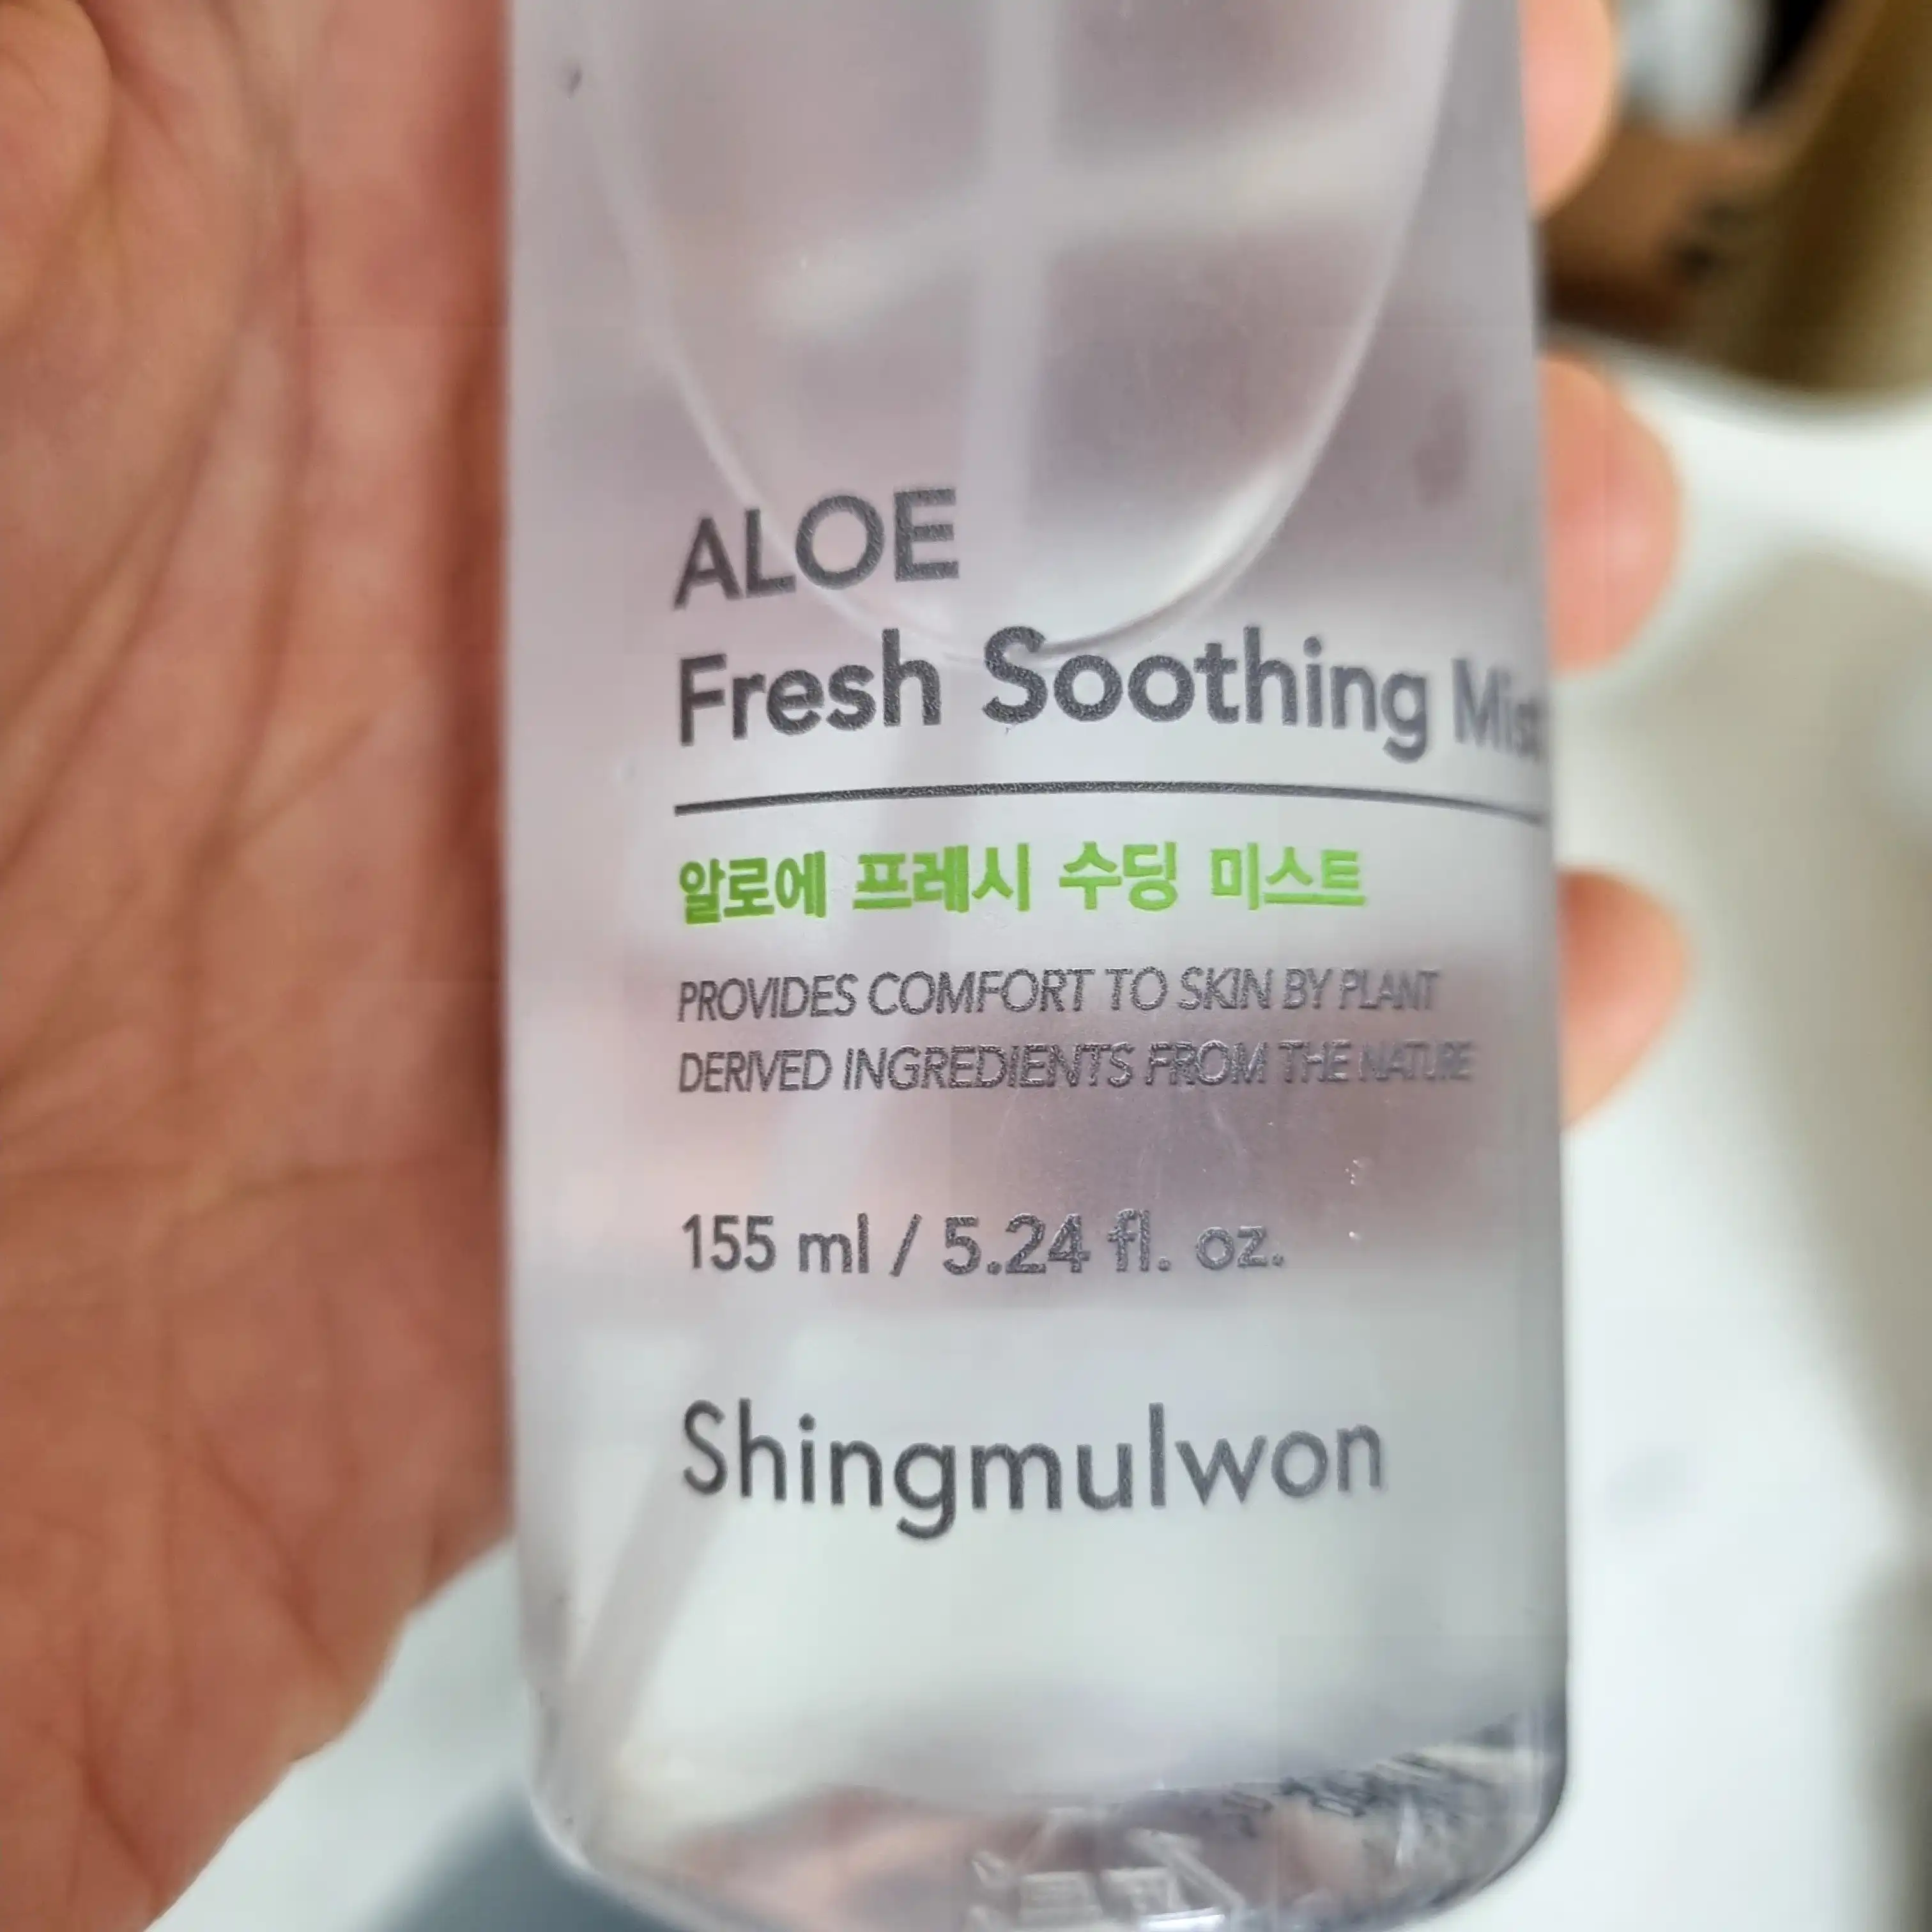 ALOE
Fresh Soothing Mist
알로에 프레시 수딩 미스트
PROVIDES COMFORT TO SKIN BY PLANT
DERIVED INGREDIENTS FROM THE NATURE
155 ml / 5.24 fl. oz.
Shingmulwon